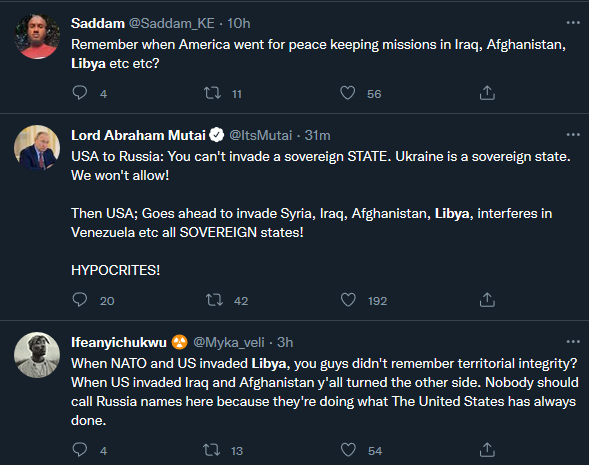 Saddam @Saddam_KE · 10h
Remember when America went for peace keeping missions in Iraq, Afghanistan,
Libya etc etc?
4 11 56
Lord Abraham Mutai @ItsMutai · 31m
USA to Russia: You can't invade a sovereign STATE. Ukraine is a sovereign state.
We won't allow!
Then USA; Goes ahead to invade Syria, Iraq, Afghanistan, Libya, interferes in
Venezuela etc all SOVEREIGN states!
HYPOCRITES!
20 42 192
Ifeanyichukwu ☢ @Myka_veli · 3h
When NATO and US invaded Libya, you guys didn't remember territorial integrity?
When US invaded Iraq and Afghanistan y'all turned the other side. Nobody should
call Russia names here because they're doing what The United States has always
done.
4 13 54